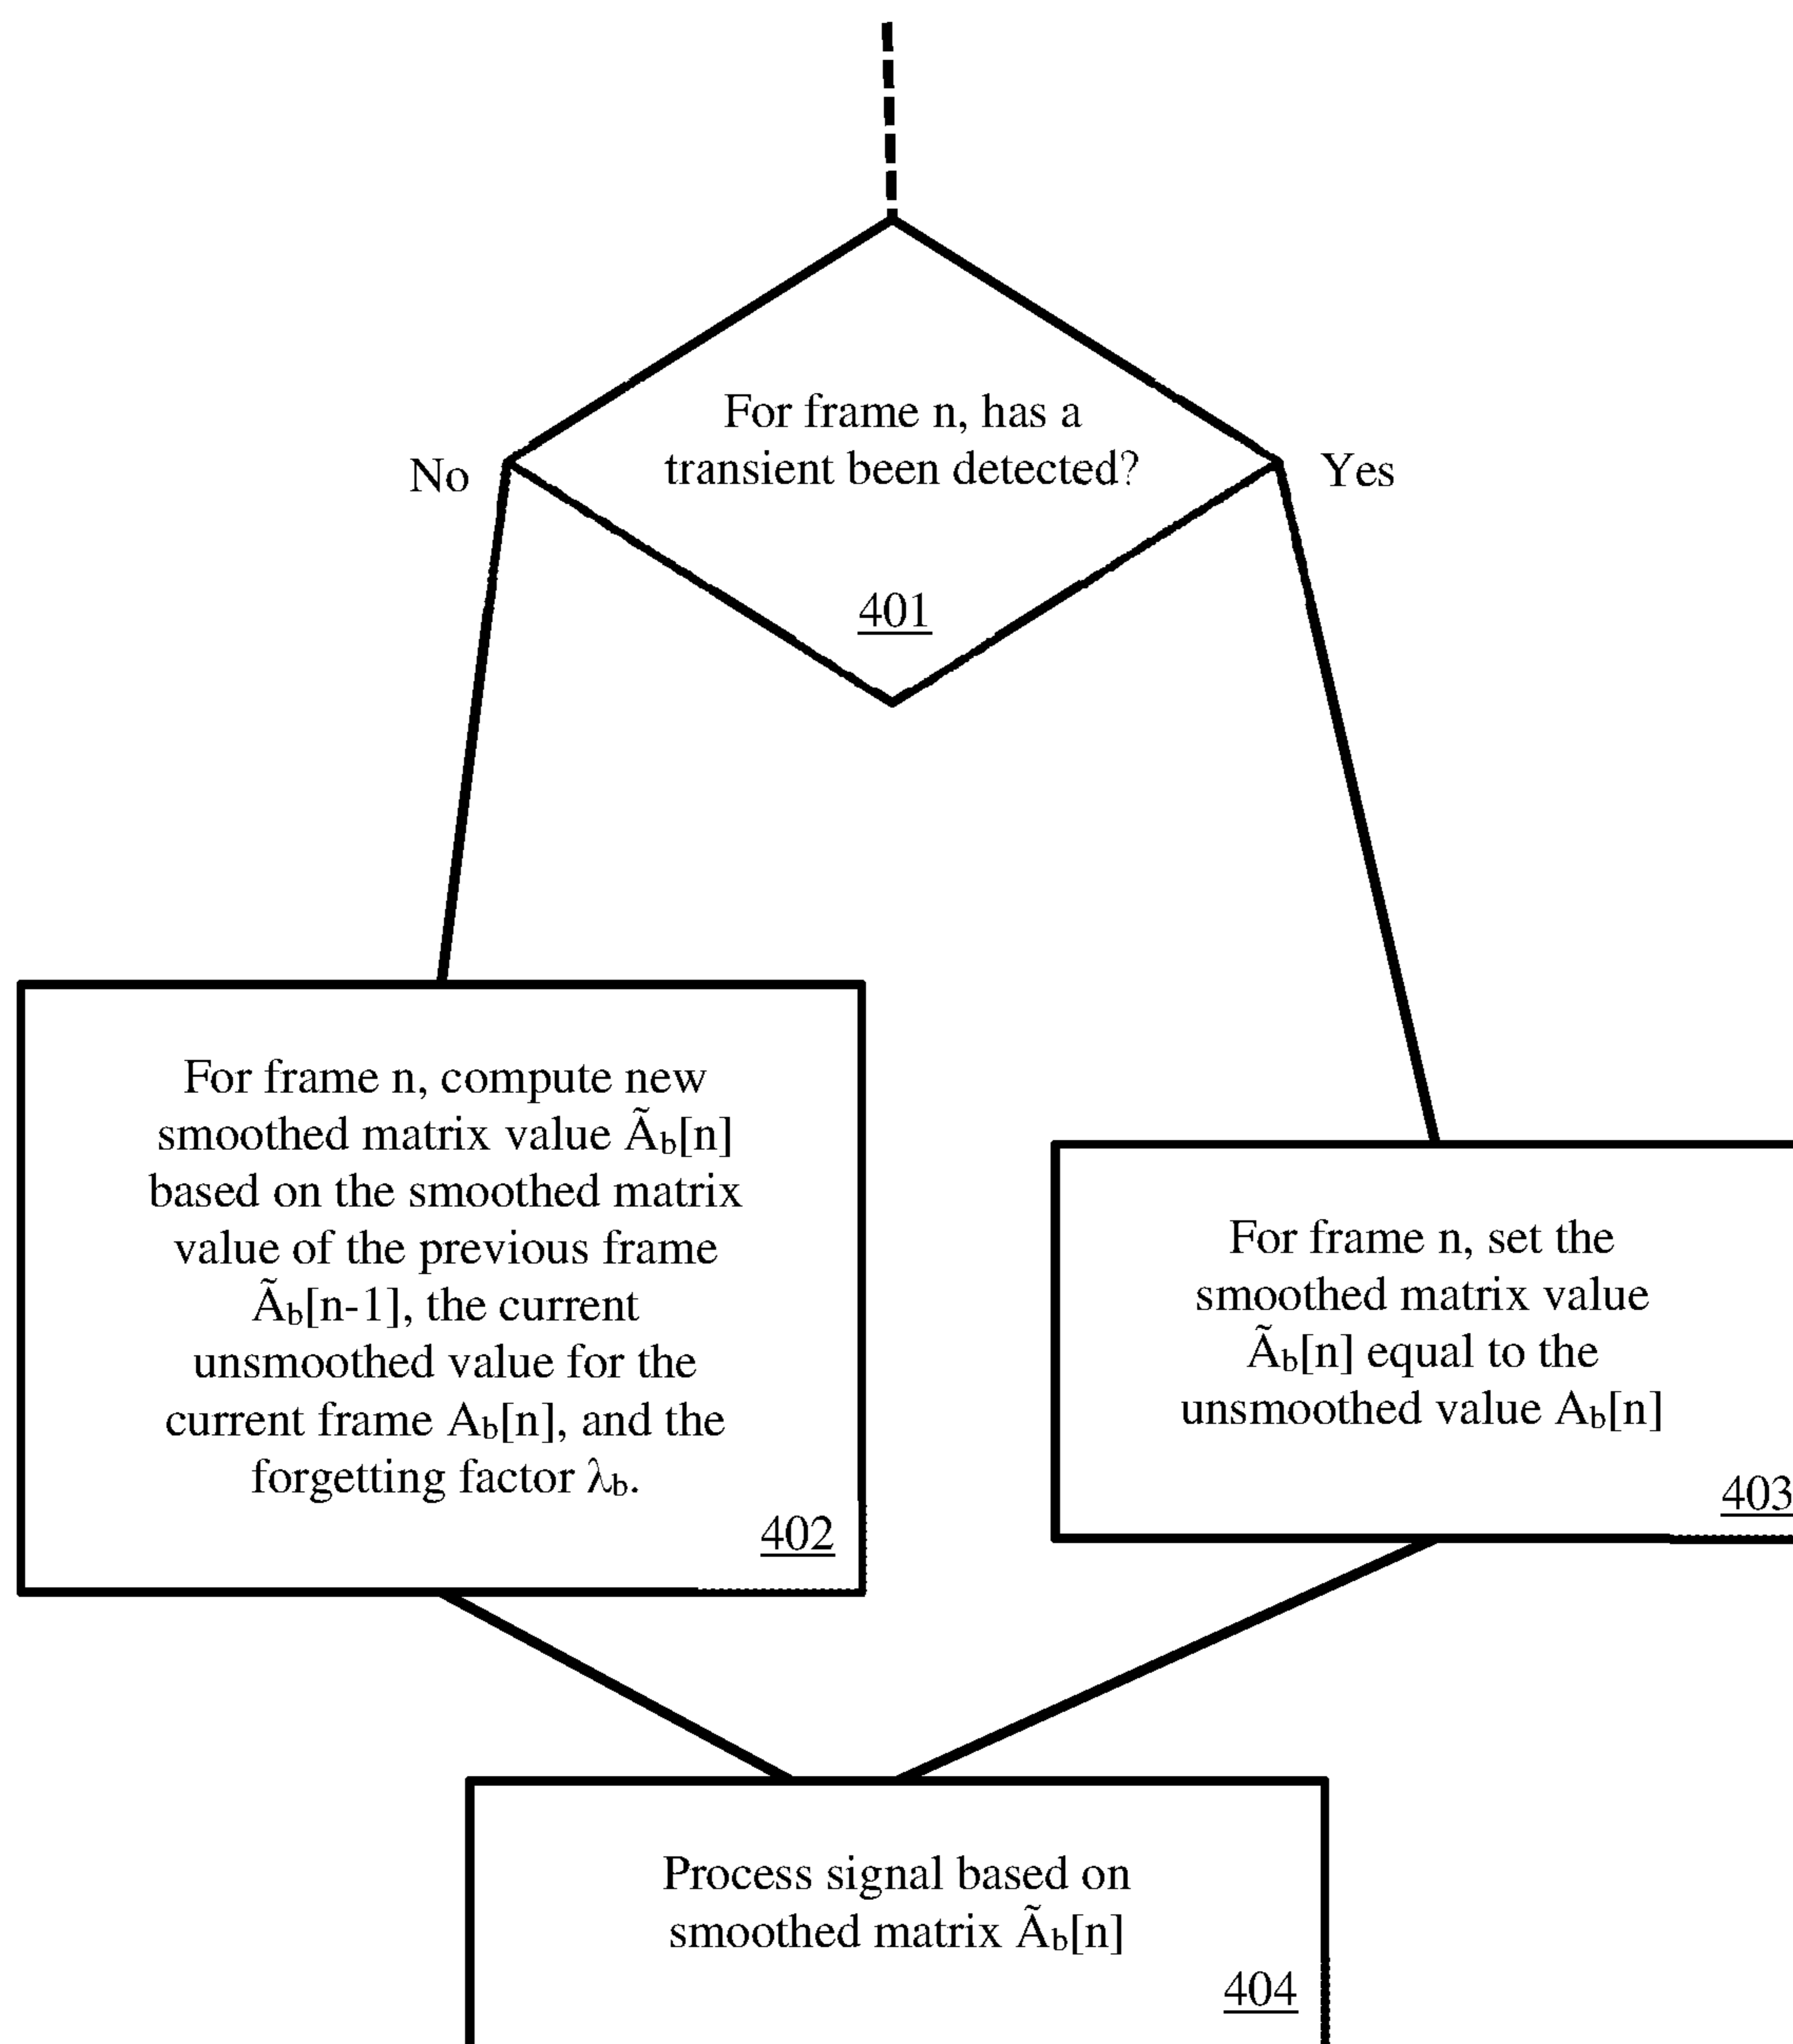 For frame n, has a
transient been detected?
No
Yes
401
For frame n, compute new
smoothed matrix value Ãb[n]
based on the smoothed matrix
value of the previous frame
Ãb[n-1], the current
unsmoothed value for the
current frame Ab[n], and the
forgetting factor λb.
402
For frame n, set the
smoothed matrix value
Ãb[n] equal to the
unsmoothed value Ab[n]
403
Process signal based on
smoothed matrix Ãb[n]
404